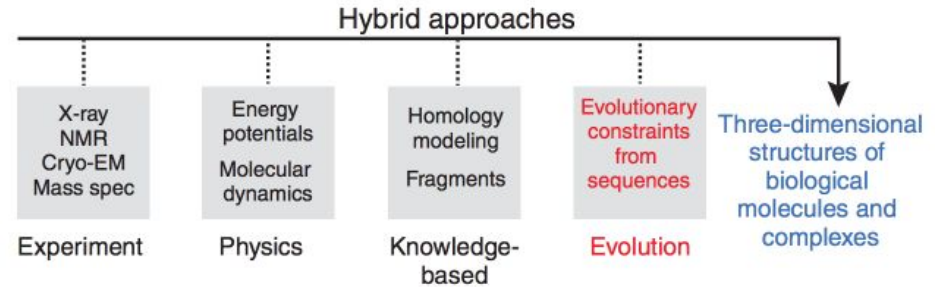 Hybrid approaches
X-ray
NMR
Cryo-EM
Mass spec
Experiment
Energy
potentials
Molecular
dynamics
Physics
Homology
modeling
Fragments
Knowledge-
based
Evolutionary
constraints
from
sequences
Evolution
Three-dimensional
structures of
biological
molecules and
complexes